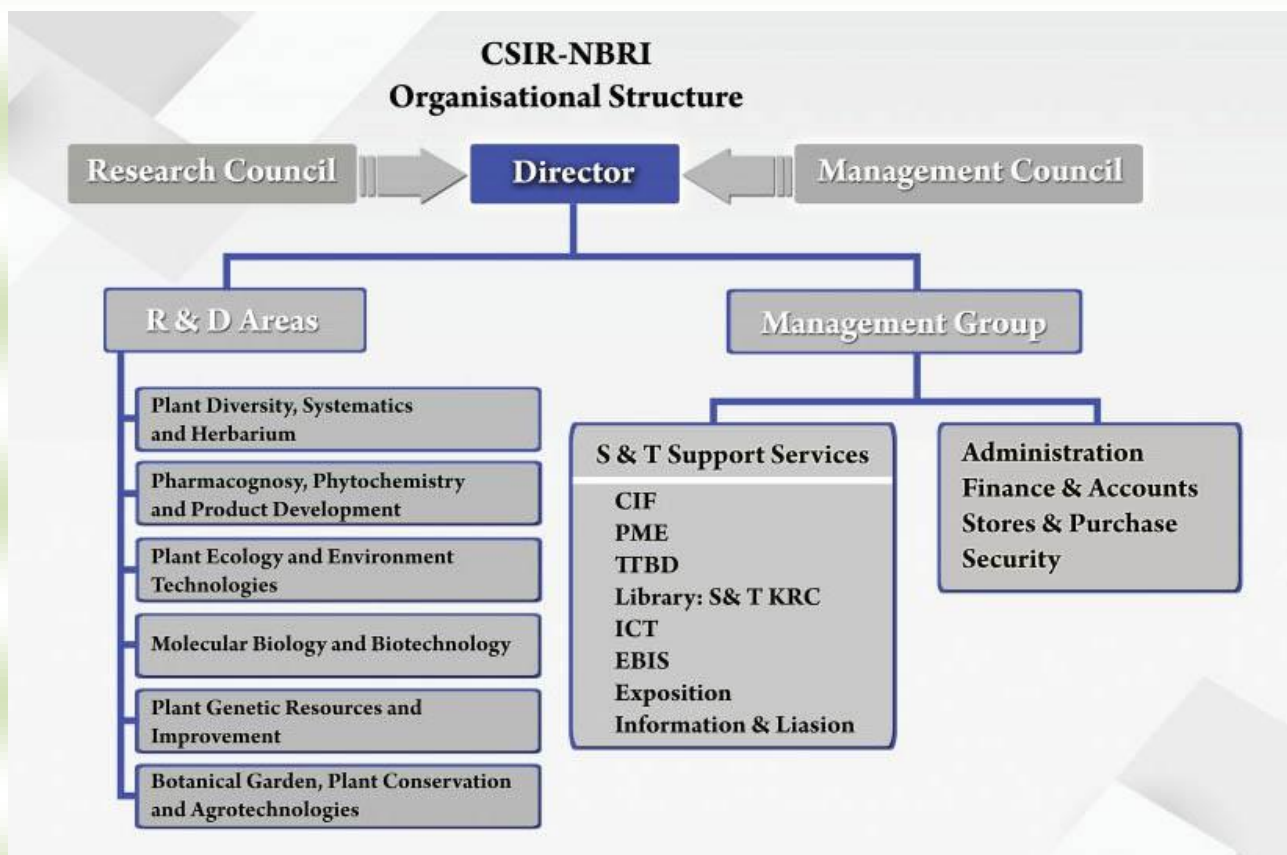 CSIR-NBRI
Organisational Structure
Research Council
Director
Management Council
R & D Areas
Management Group
Plant Diversity, Systematics
and Herbarium
Pharmacognosy, Phytochemistry
and Product Development
Plant Ecology and Environment
Technologies
Molecular Biology and Biotechnology
Plant Genetic Resources and
Improvement
Botanical Garden, Plant Conservation
and Agrotechnologies
S & T Support Services
CIF
PME
TTBD
Library: S& T KRC
ICT
EBIS
Exposition
Information & Liasion
Administration
Finance & Accounts
Stores & Purchase
Security